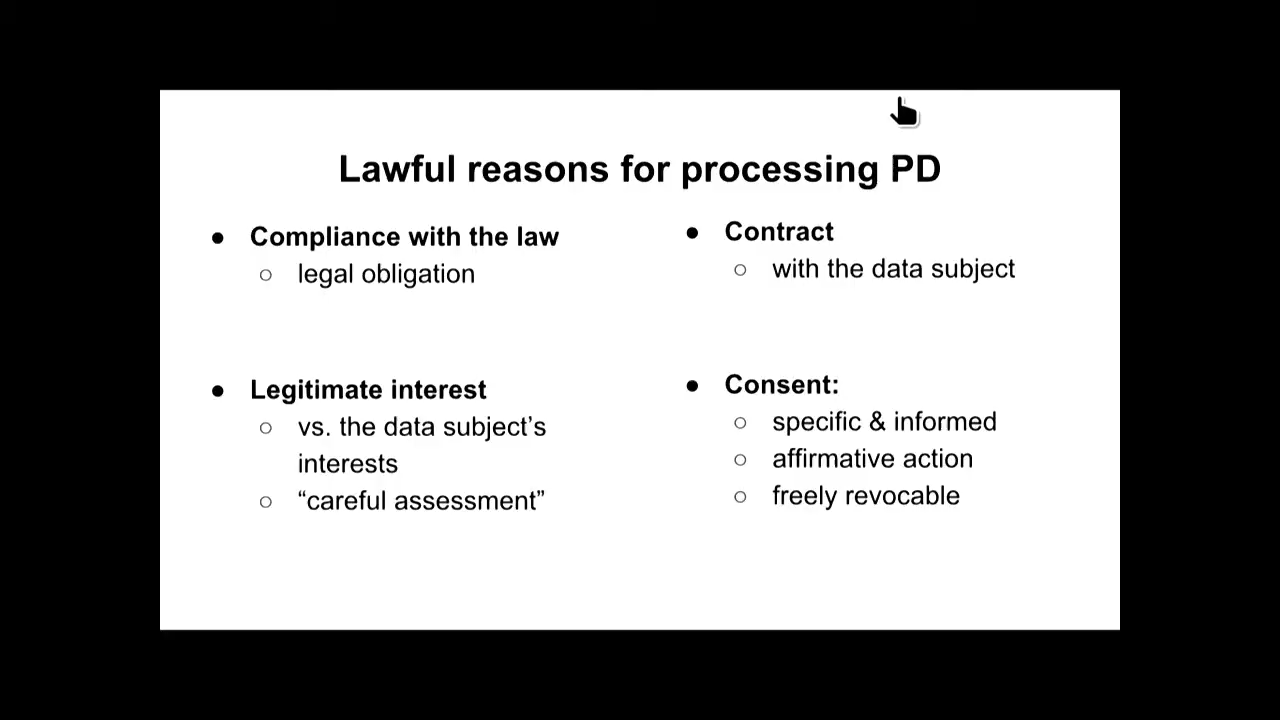 Lawful reasons for processing PD
● Compliance with the law
○ legal obligation
● Legitimate interest
○ vs. the data subject’s
interests
○ “careful assessment”
● Contract
○ with the data subject
● Consent:
○ specific & informed
○ affirmative action
○ freely revocable